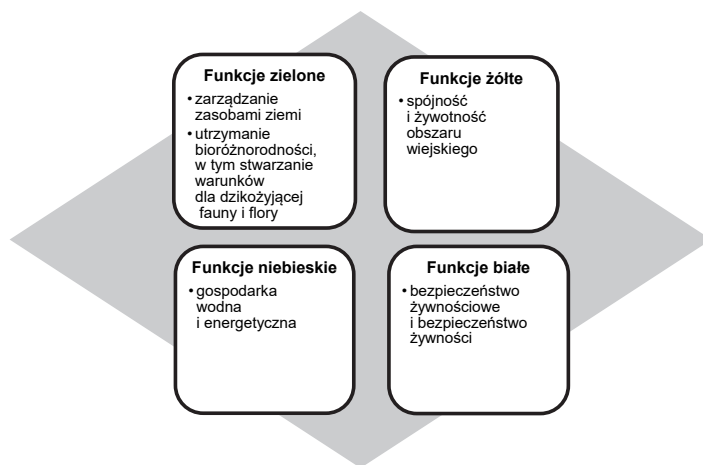 Funkcje zielone
• zarządzanie
zasobami ziemi
• utrzymanie
bioróżnorodności,
w tym stwarzanie
warunków
dla dzikożyjącej
fauny i flory
Funkcje żółte
• spójność
i żywotność
obszaru
wiejskiego
Funkcje niebieskie
• gospodarka
wodna
i energetyczna
Funkcje białe
• bezpieczeństwo
żywnościowe
i bezpieczeństwo
żywności